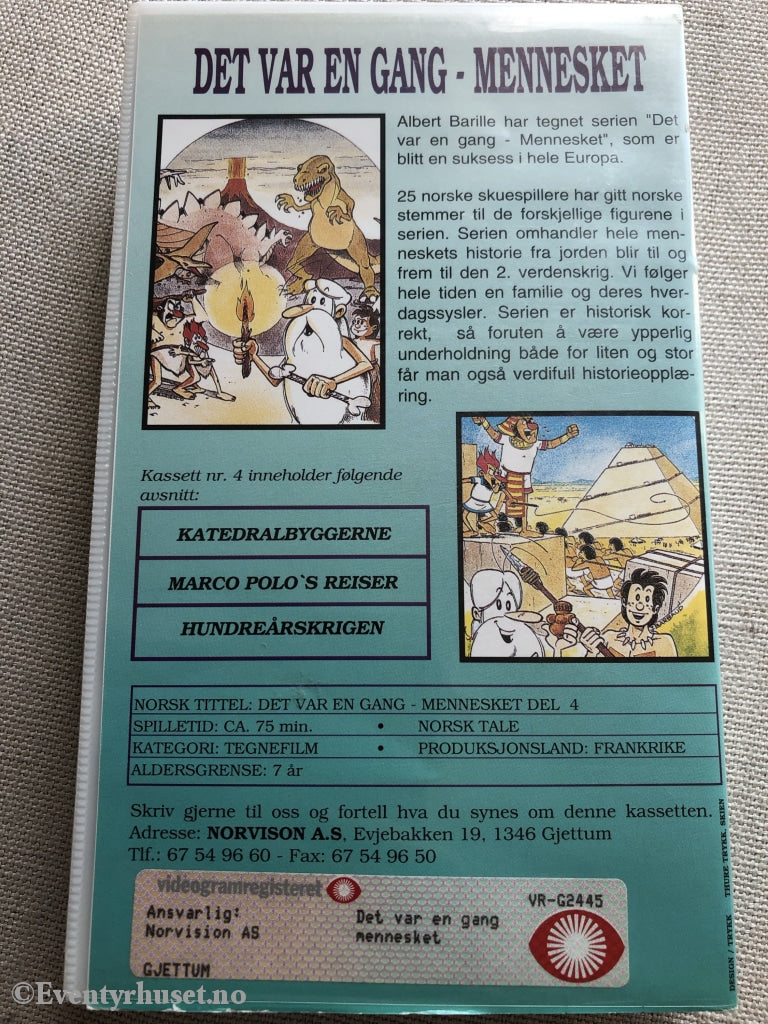 DET VAR EN GANG - MENNESKET
Albert Barille har tegnet serien "Det
var en gang - Mennesket", som er
blitt en suksess i hele Europa.
25 norske skuespillere har gitt norske
stemmer til de forskjellige figurene i
serien. Serien omhandler hele men-
neskets historie fra jorden blir til og
frem til den 2. verdenskrig. Vi følger
hele tiden en familie og deres hver-
dagssysler. Serien er historisk kor-
rekt, så foruten å være ypperlig
underholdning både for liten og stor
får man også verdifull historieopplæ-
ring.
Kassett nr. 4 inneholder følgende
avsnitt:
KATEDRALBYGGERNE
MARCO POLO`S REISER
HUNDREÅRSKRIGEN
NORSK TITTEL: DET VAR EN GANG - MENNESKET DEL 4
SPILLETID: CA. 75 min. • NORSK TALE
KATEGORI: TEGNEFILM • PRODUKSJONSLAND: FRANKRIKE
ALDERSGRENSE: 7 år
Skriv gjerne til oss og fortell hva du synes om denne kassetten.
Adresse: NORVISON A.S, Evjebakken 19, 1346 Gjettum
Tlf.: 67 54 96 60 - Fax: 67 54 96 50
videogramregisteret
VR-G2445
Ansvarlig: Det var en gang
Norvision AS mennesket
GJETTUM
DESIGN / TRYKK THURE TRYKK, SKIEN
©Eventyrhuset.no